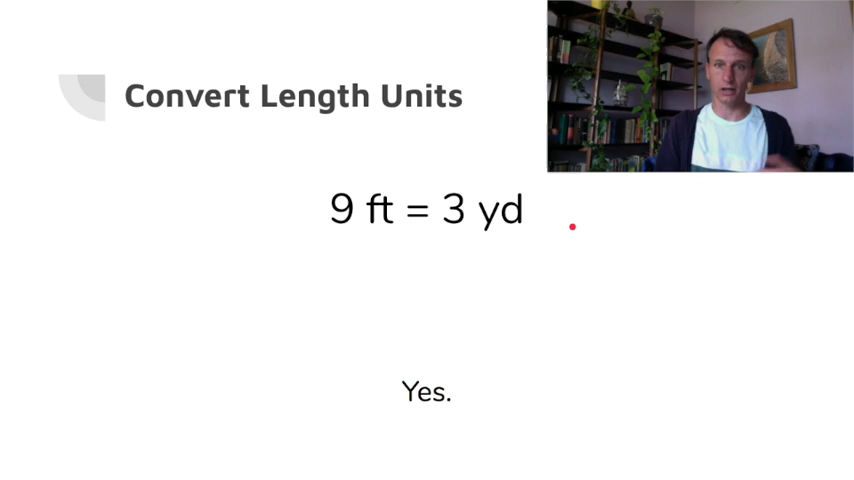 Convert Length Units
9 ft = 3 yd
Yes.